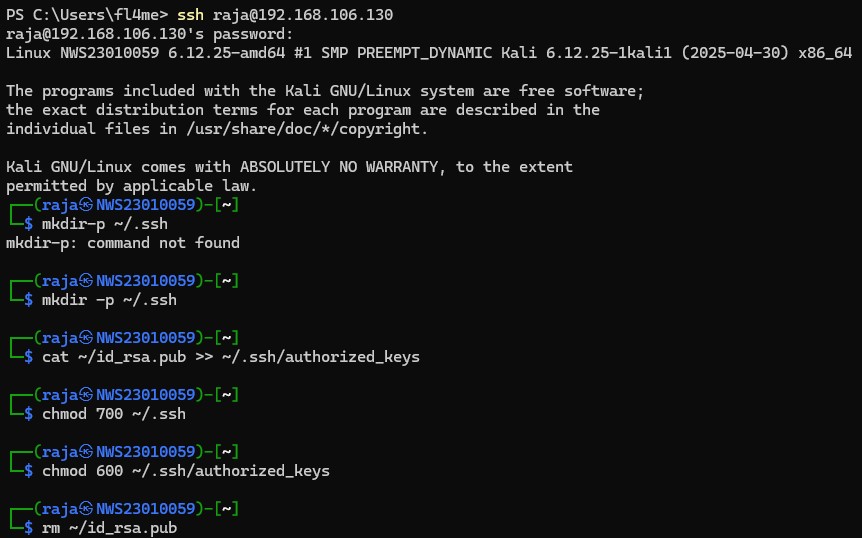 PS C:\Users\fl4me> ssh raja@192.168.106.130
raja@192.168.106.130's password:
Linux NWS23010059 6.12.25-amd64 #1 SMP PREEMPT_DYNAMIC Kali 6.12.25-1kali1 (2025-04-30) x86_64

The programs included with the Kali GNU/Linux system are free software;
the exact distribution terms for each program are described in the
individual files in /usr/share/doc/*/copyright.

Kali GNU/Linux comes with ABSOLUTELY NO WARRANTY, to the extent
permitted by applicable law.
┌──(raja㉿NWS23010059)-[~]
└─$ mkdir-p ~/.ssh
mkdir-p: command not found

┌──(raja㉿NWS23010059)-[~]
└─$ mkdir -p ~/.ssh

┌──(raja㉿NWS23010059)-[~]
└─$ cat ~/id_rsa.pub >> ~/.ssh/authorized_keys

┌──(raja㉿NWS23010059)-[~]
└─$ chmod 700 ~/.ssh

┌──(raja㉿NWS23010059)-[~]
└─$ chmod 600 ~/.ssh/authorized_keys

┌──(raja㉿NWS23010059)-[~]
└─$ rm ~/id_rsa.pub